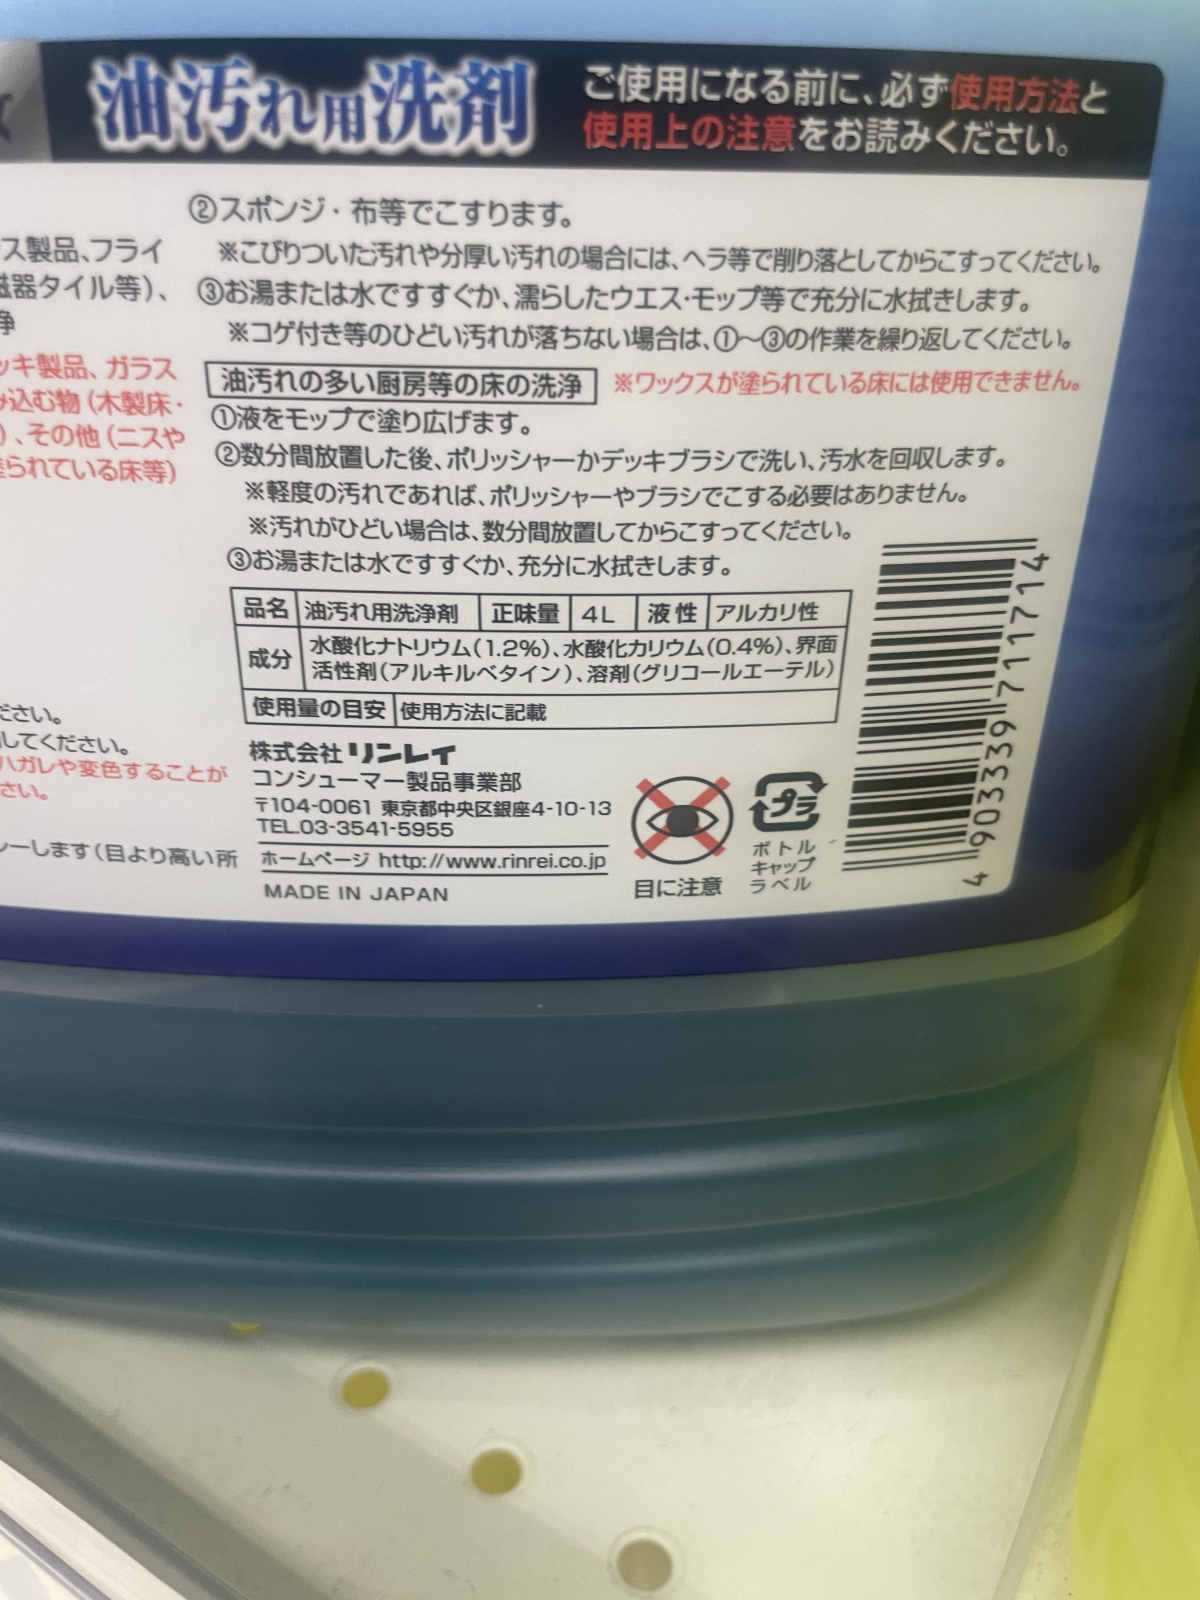 油汚れ用洗剤
ご使用になる前に、必ず使用方法と
使用上の注意をお読みください。
ス製品、フライ
磁器タイル等)、
浄
ッキ製品、ガラス
み込む物(木製床・
)、その他(ニスや
塗られている床等)
ださい。
してください。
ハガレや変色することが
さい。
レーします(目より高い所
②スポンジ・布等でこすります。
※こびりついた汚れや分厚い汚れの場合には、ヘラ等で削り落としてからこすってください。
③お湯または水ですすぐか、濡らしたウエス・モップ等で充分に水拭きします。
※コゲ付き等のひどい汚れが落ちない場合は、①〜③の作業を繰り返してください。
油汚れの多い厨房等の床の洗浄 ※ワックスが塗られている床には使用できません。
①液をモップで塗り広げます。
②数分間放置した後、ポリッシャーかデッキブラシで洗い、汚水を回収します。
※軽度の汚れであれば、ポリッシャーやブラシでこする必要はありません。
※汚れがひどい場合は、数分間放置してからこすってください。
③お湯または水ですすぐか、充分に水拭きします。
品名 油汚れ用洗浄剤 正味量 4L 液性 アルカリ性
成分 水酸化ナトリウム(1.2%)、水酸化カリウム(0.4%)、界面
活性剤(アルキルベタイン)、溶剤(グリコールエーテル)
使用量の目安 使用方法に記載
株式会社リンレイ
コンシューマー製品事業部
〒104-0061 東京都中央区銀座4-10-13
TEL.03-3541-5955
ホームページ http://www.rinrei.co.jp
MADE IN JAPAN
目に注意
プラ
ボトル
キャップ
ラベル
4 903339 711714